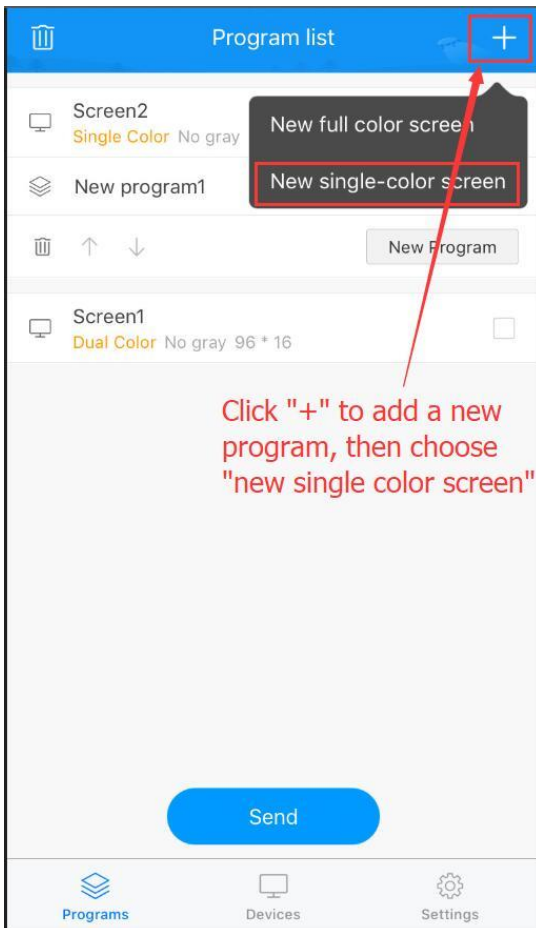 Program list
Screen2
Single Color No gray
New full color screen
New program1
New single-color screen
New Program
Screen1
Dual Color No gray 96 * 16
Click "+" to add a new
program, then choose
"new single color screen"
Send
Programs Devices Settings